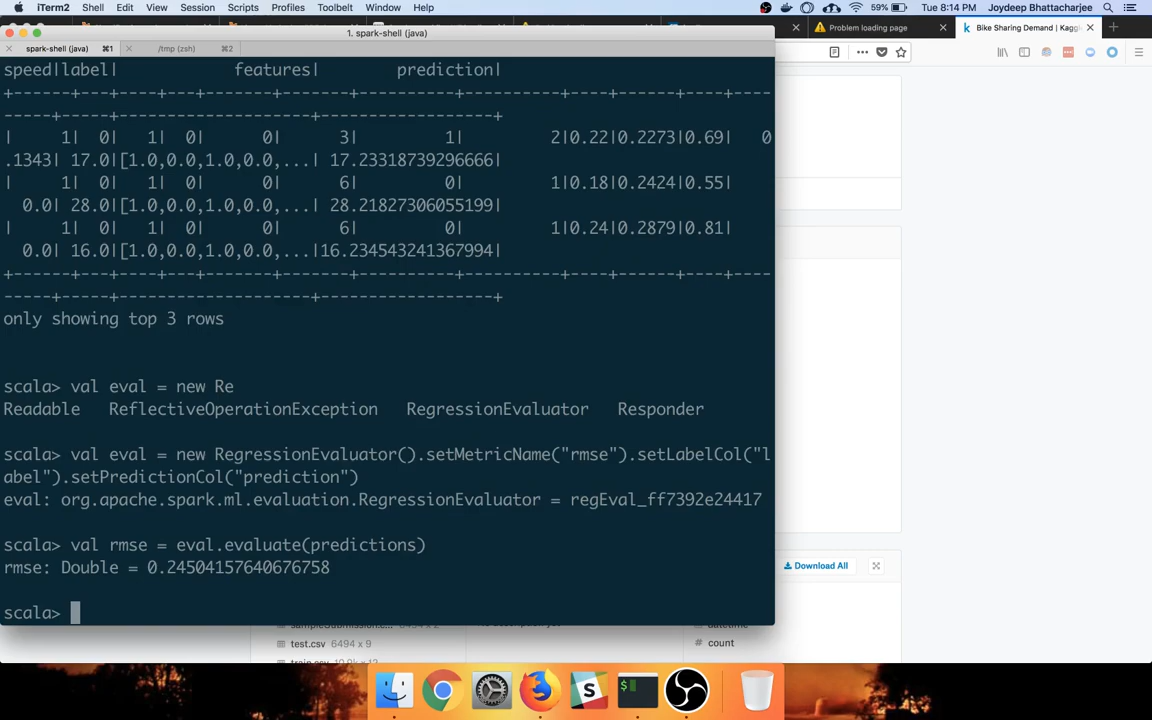 iTerm2 Shell Edit View Session Scripts Profiles Toolbelt Window Help 59% Tue 8:14 PM Joydeep Bhattacharjee
Problem loading page
Bike Sharing Demand | Kaggl
1. spark-shell (java)
spark-shell (java) ⌘1 /tmp (zsh) ⌘2
speed|label| features| prediction|
+------+---+----+---+-------+-------+----------+----------+----+------+----+----
-----+-----+--------------------+------------------+
| 1| 0| 1| 0| 0| 3| 1| 2|0.22|0.2273|0.69| 0
.1343| 17.0|[1.0,0.0,1.0,0.0,...| 17.23318739296666|
| 1| 0| 1| 0| 0| 6| 0| 1|0.18|0.2424|0.55|
0.0| 28.0|[1.0,0.0,1.0,0.0,...| 28.21827306055199|
| 1| 0| 1| 0| 0| 6| 0| 1|0.24|0.2879|0.81|
0.0| 16.0|[1.0,0.0,1.0,0.0,...|16.234543241367994|
+------+---+----+---+-------+-------+----------+----------+----+------+----+----
-----+-----+--------------------+------------------+
only showing top 3 rows
scala> val eval = new Re
Readable ReflectiveOperationException RegressionEvaluator Responder
scala> val eval = new RegressionEvaluator().setMetricName("rmse").setLabelCol("l
abel").setPredictionCol("prediction")
eval: org.apache.spark.ml.evaluation.RegressionEvaluator = regEval_ff7392e24417
scala> val rmse = eval.evaluate(predictions)
rmse: Double = 0.24504157640676758
scala>
Download All
test.csv 6494 x 9
# count